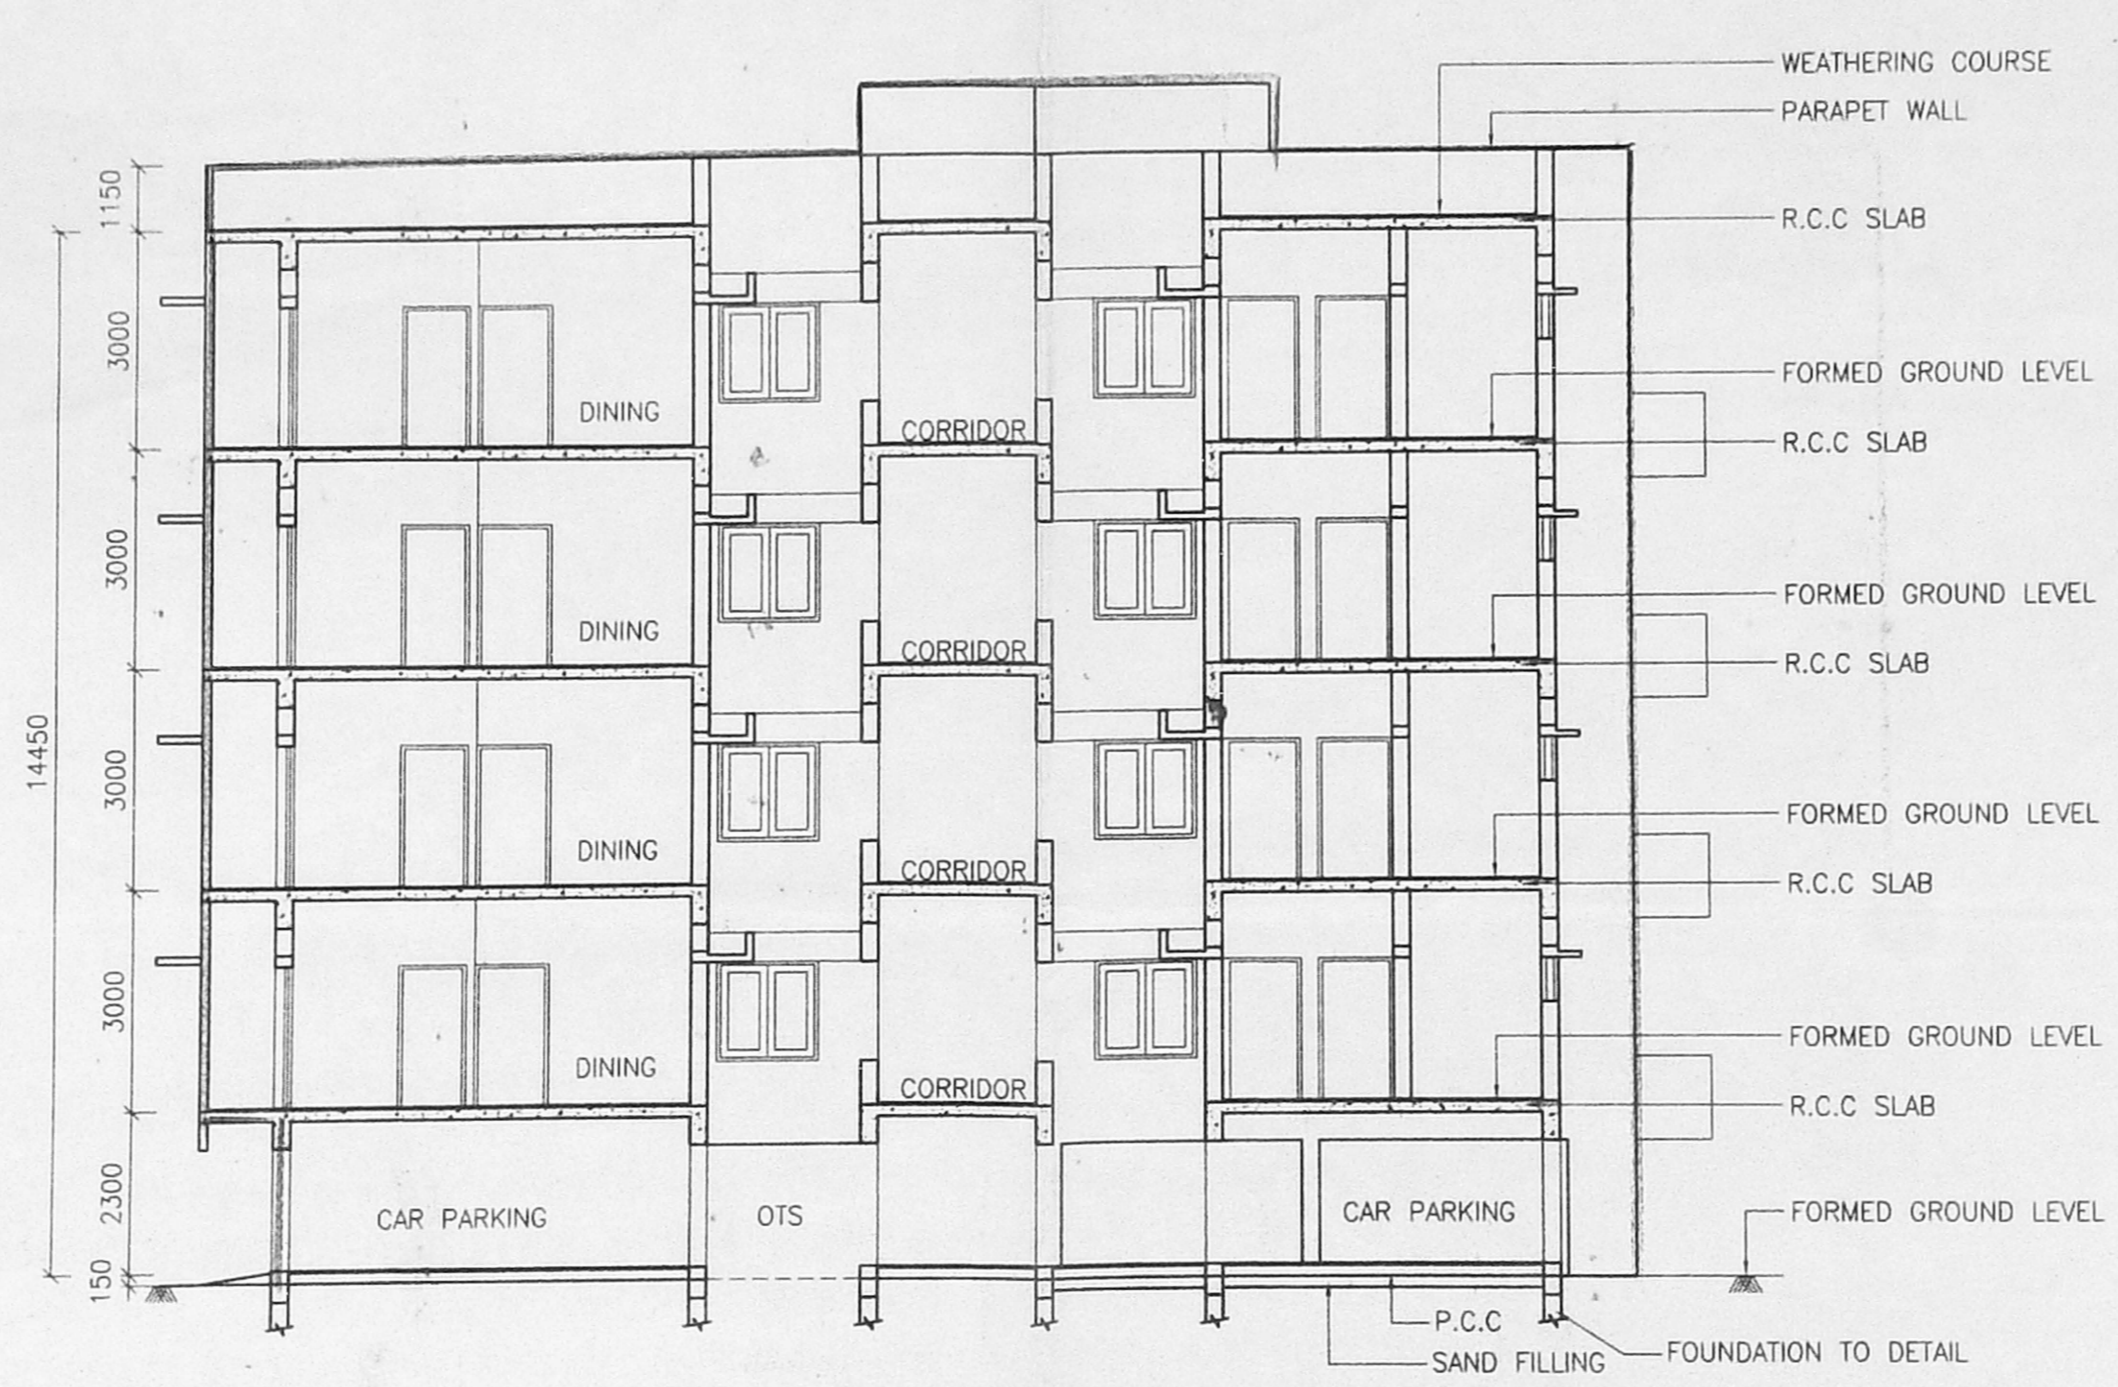 WEATHERING COURSE
PARAPET WALL
1150
R.C.C SLAB
3000
FORMED GROUND LEVEL
DINING
CORRIDOR
R.C.C SLAB
3000
FORMED GROUND LEVEL
DINING
CORRIDOR
R.C.C SLAB
14450
3000
FORMED GROUND LEVEL
DINING
CORRIDOR
R.C.C SLAB
3000
FORMED GROUND LEVEL
DINING
CORRIDOR
R.C.C SLAB
2300
CAR PARKING
OTS
CAR PARKING
FORMED GROUND LEVEL
150
P.C.C
FOUNDATION TO DETAIL
SAND FILLING